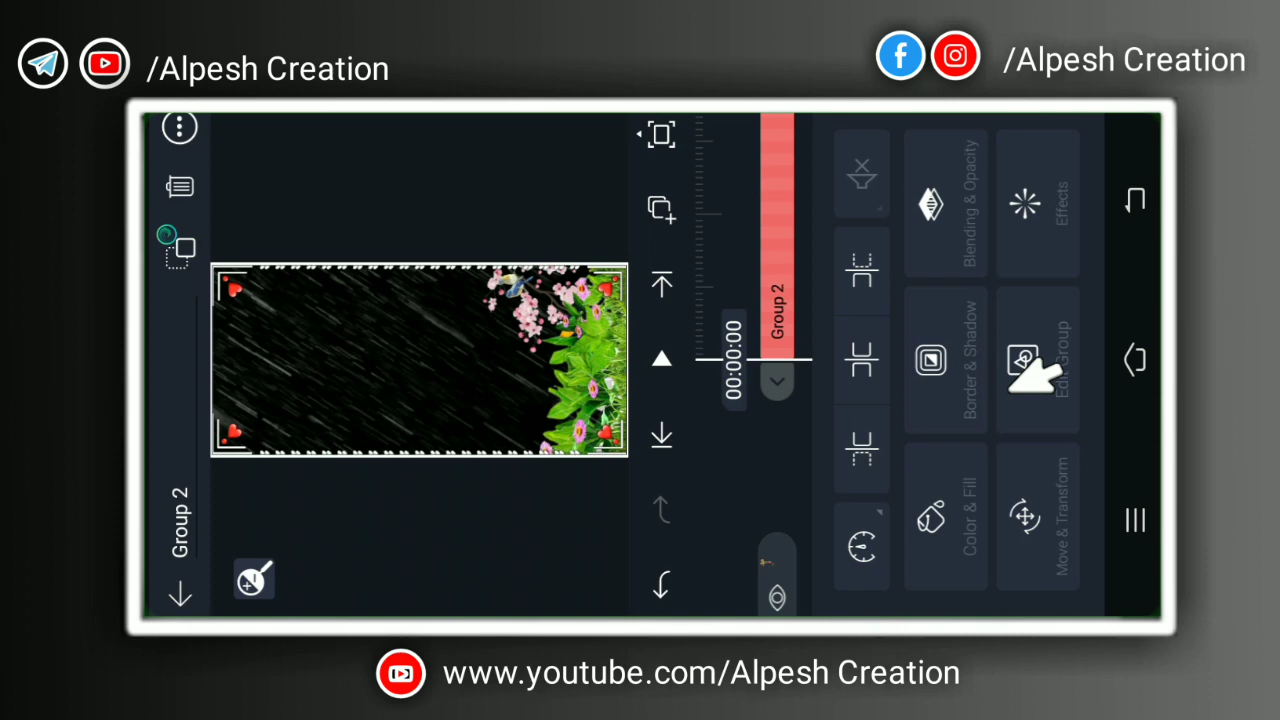 /Alpesh Creation
/Alpesh Creation
Group 2
00:00:00
Group 2
Blending & Opacity
Border & Shadow
Color & Fill
Effects
Edit Group
Move & Transform
www.youtube.com/Alpesh Creation